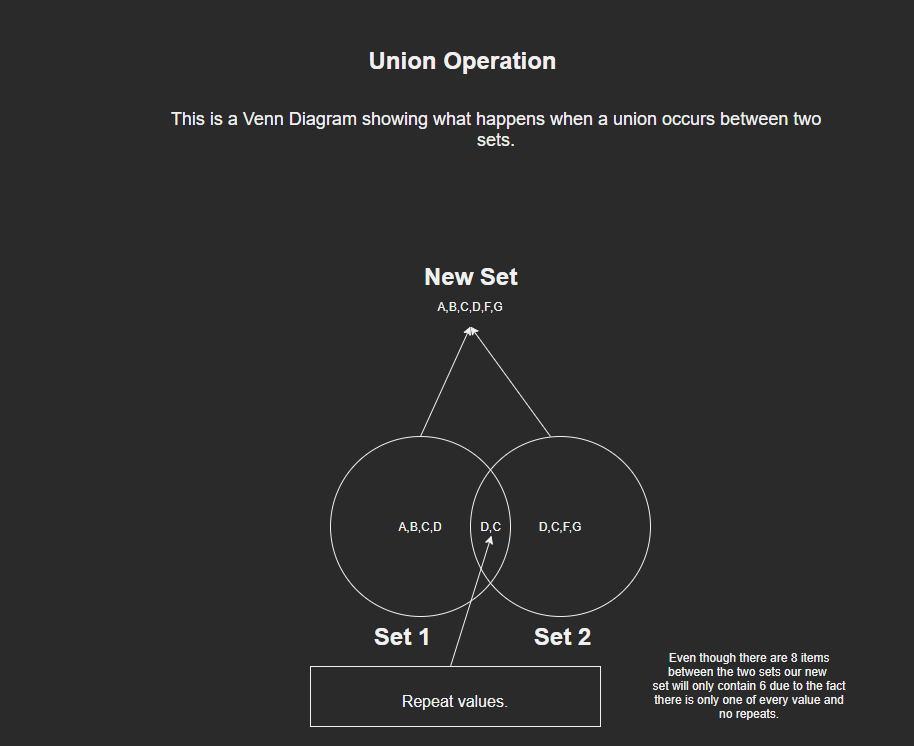 Union Operation
This is a Venn Diagram showing what happens when a union occurs between two
sets.
New Set
A,B,C,D,F,G
A,B,C,D
D,C
D,C,F,G
Set 1
Set 2
Repeat values.
Even though there are 8 items
between the two sets our new
set will only contain 6 due to the fact
there is only one of every value and
no repeats.